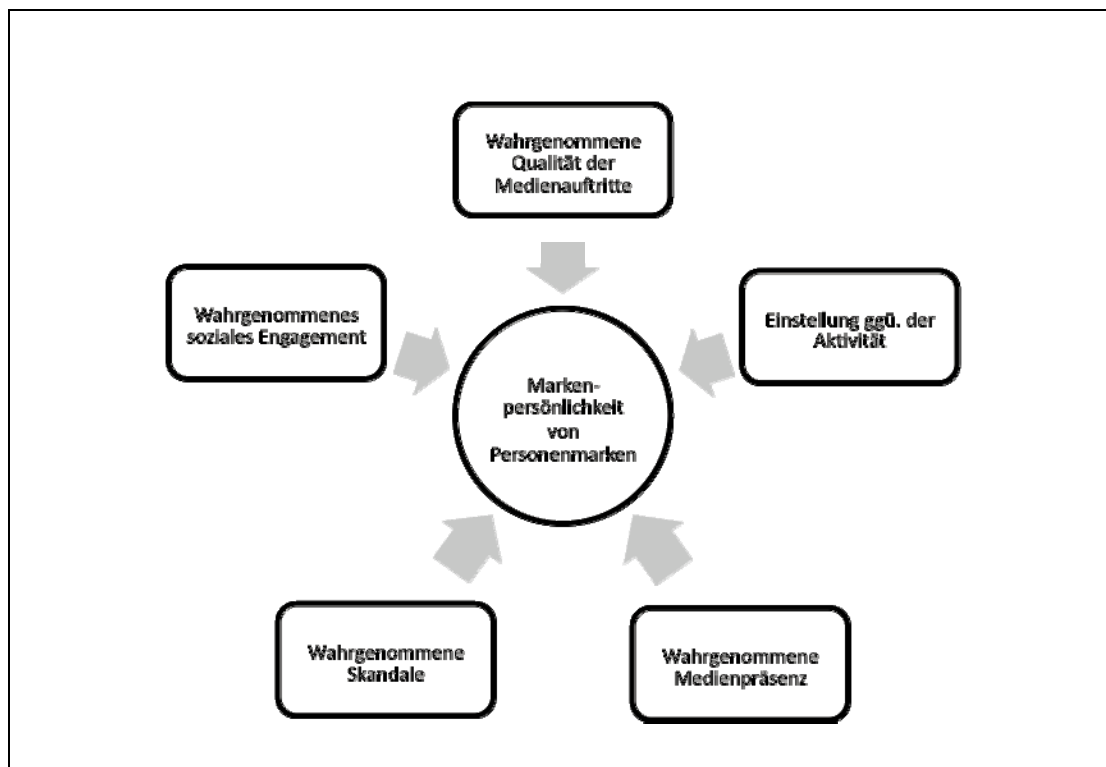 Wahrgenommene
Qualität der
Medienauftritte
Wahrgenommenes
soziales Engagement
Einstellung ggü. der
Aktivität
Marken-
persönlichkeit
von
Personenmarken
Wahrgenommene
Skandale
Wahrgenommene
Medienpräsenz